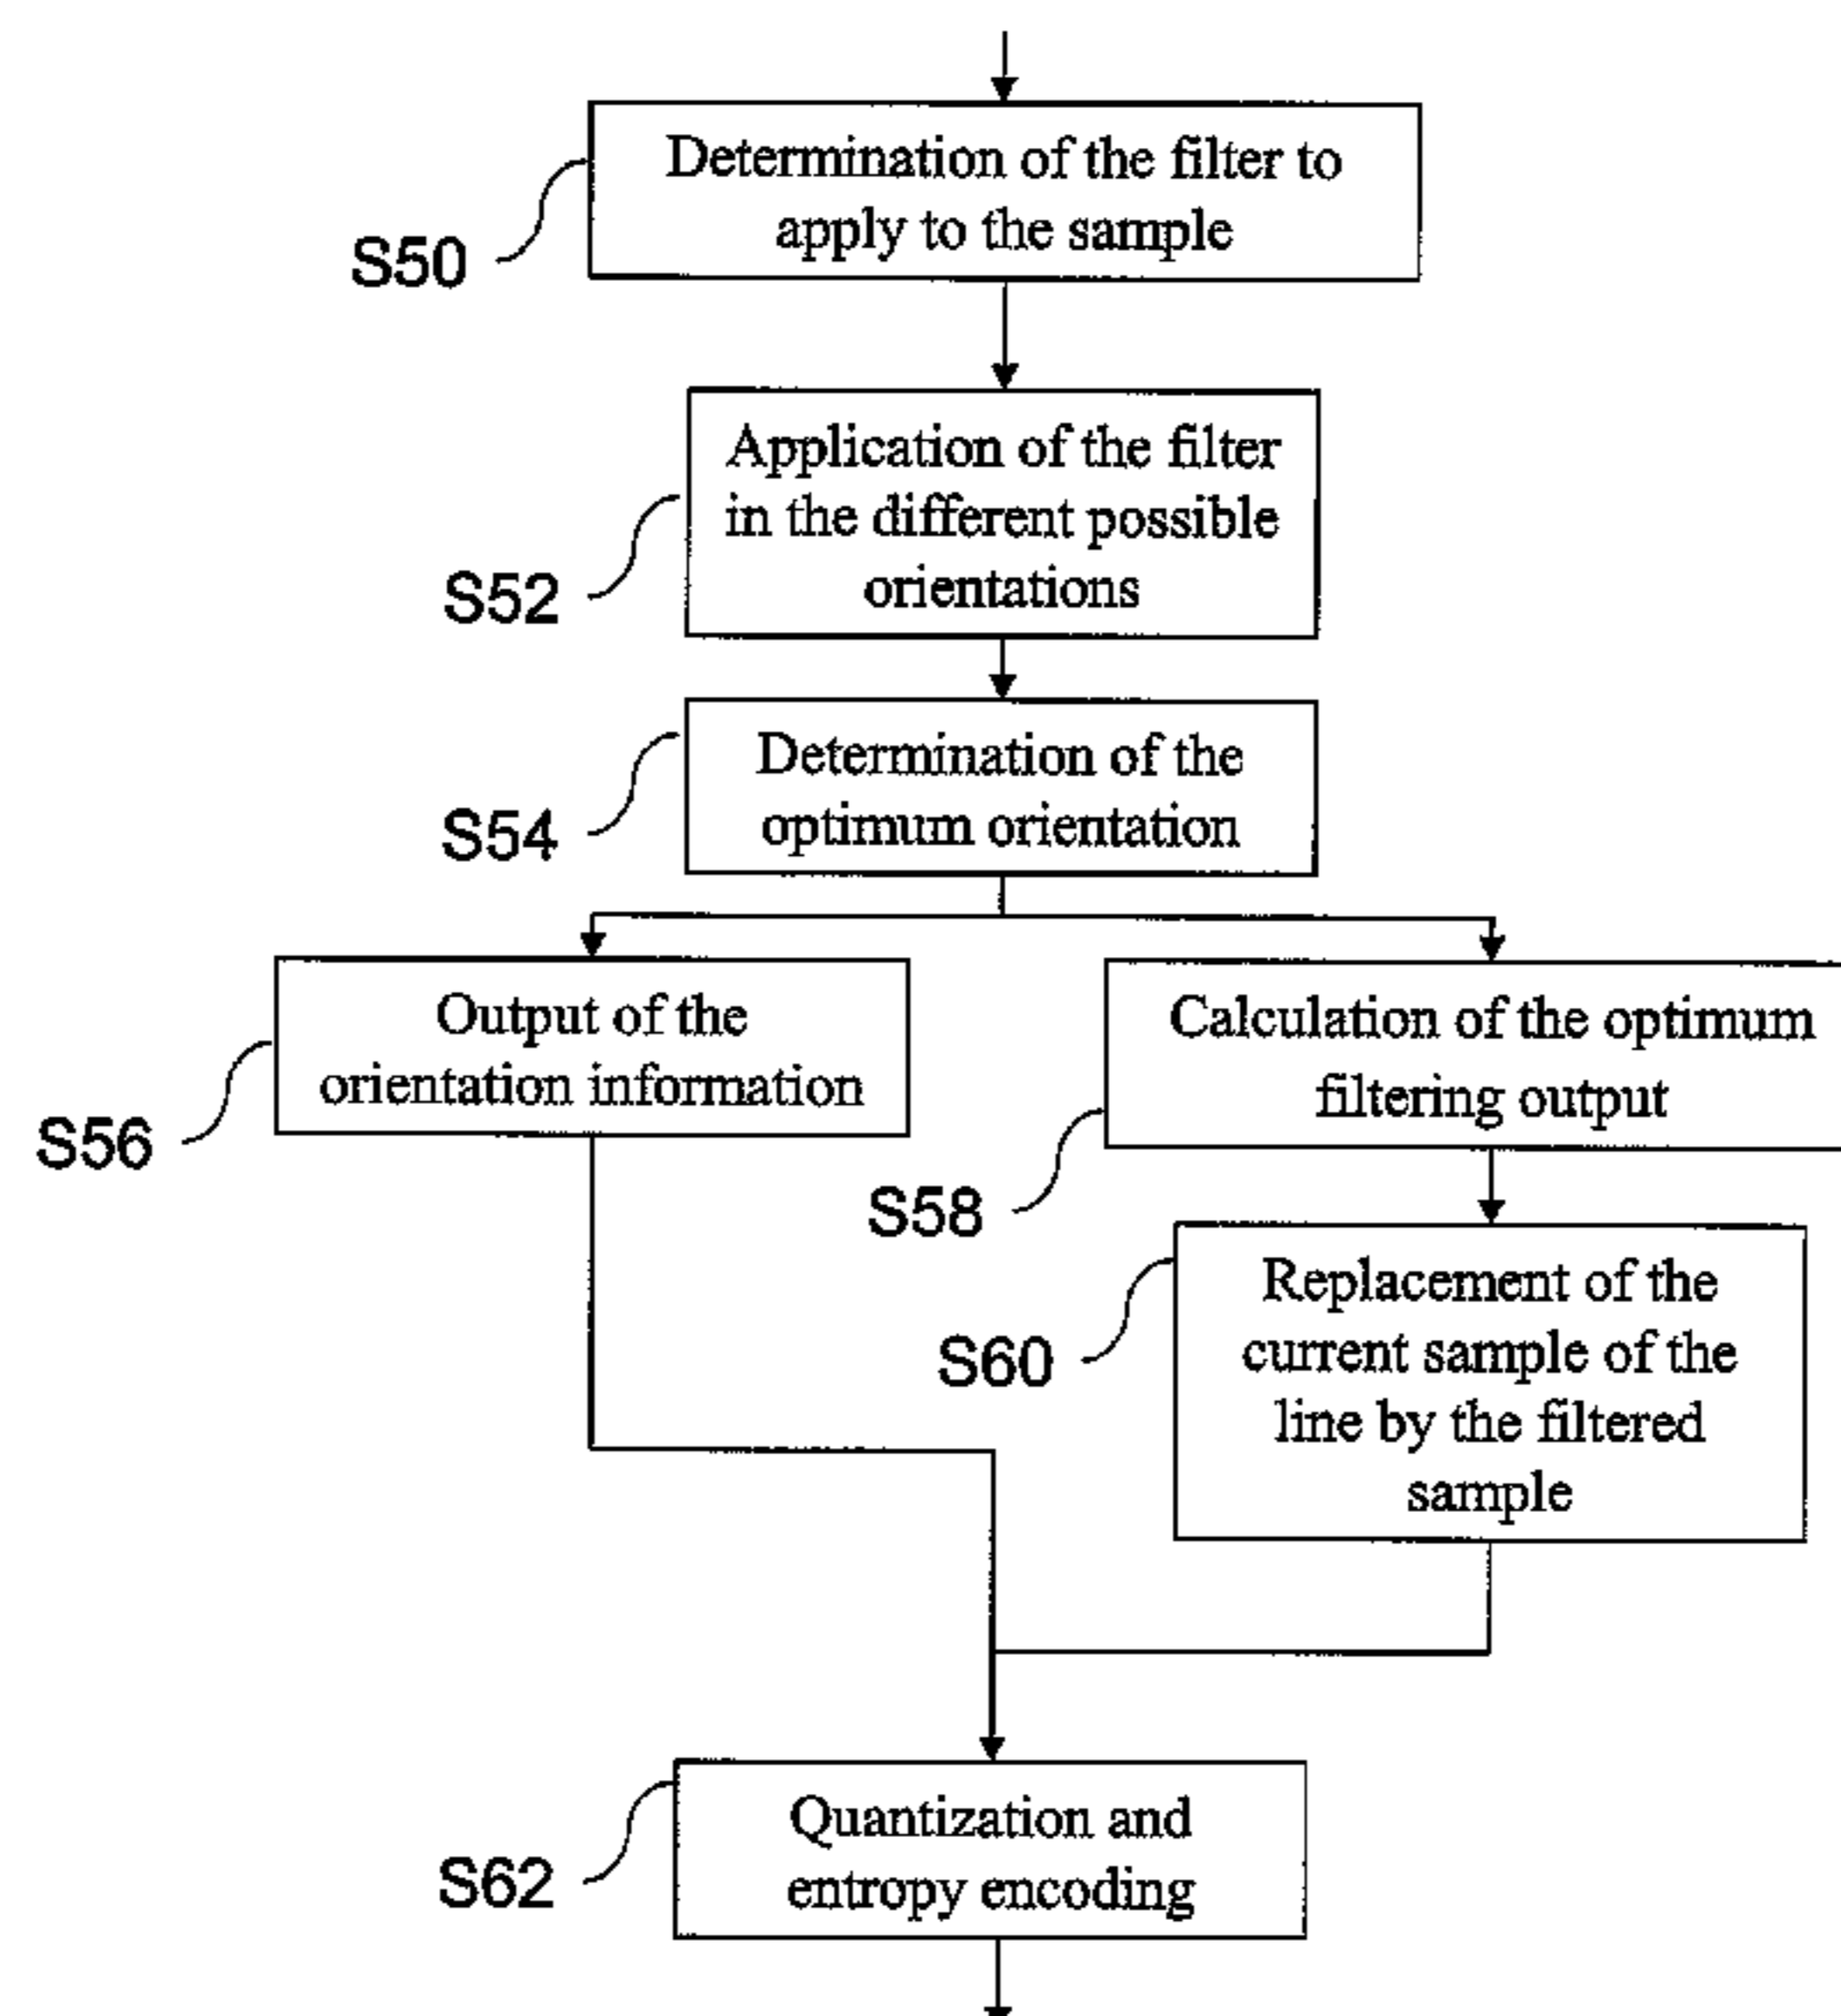 Determination of the filter to
apply to the sample
S50
Application of the filter
in the different possible
orientations
S52
Determination of the
optimum orientation
S54
Output of the
orientation information
S56
Calculation of the optimum
filtering output
S58
Replacement of the
current sample of the
line by the filtered
sample
S60
Quantization and
entropy encoding
S62